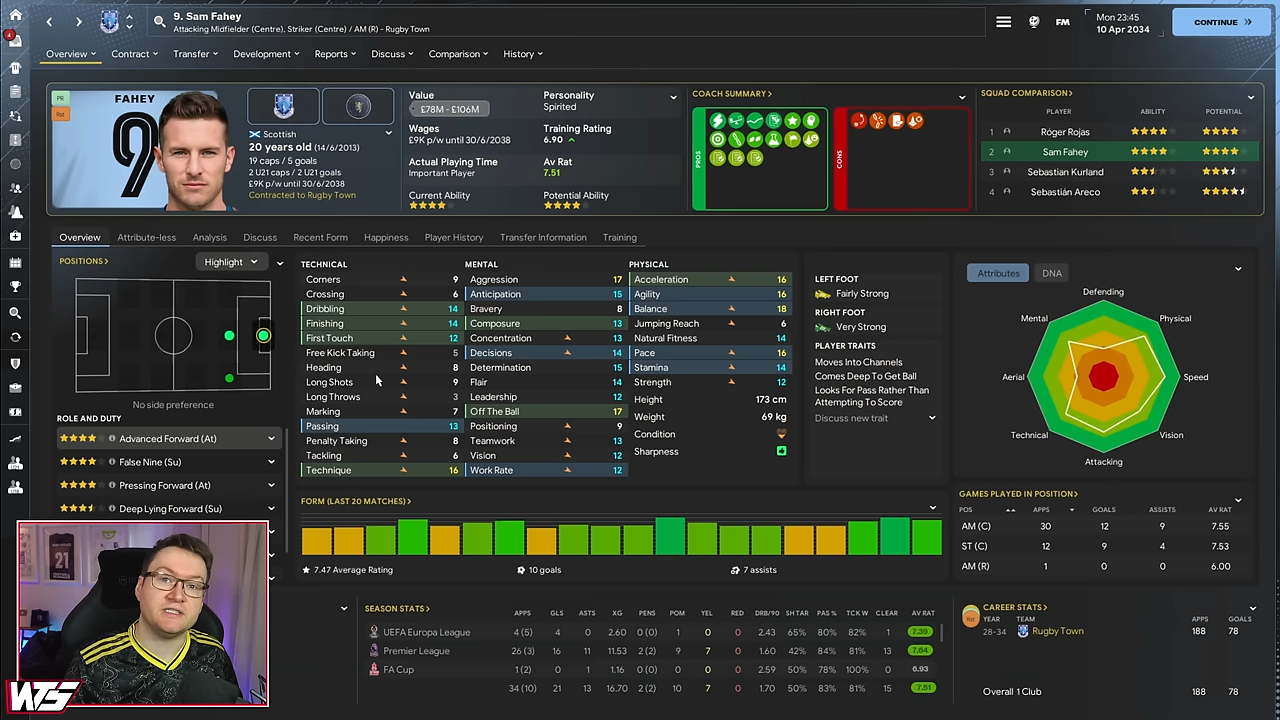 9. Sam Fahey
Attacking Midfielder (Centre), Striker (Centre) / AM (R) - Rugby Town
FM
Mon 23:45
10 Apr 2034
CONTINUE
4
Overview
Contract
Transfer
Development
Reports
Discuss
Comparison
History
PR
Rst
FAHEY
9
Scottish
20 years old (14/6/2013)
19 caps / 5 goals
2 U21 caps / 2 U21 goals
£9K p/w until 30/6/2038
Contracted to Rugby Town
Value
£78M - £106M
Wages
£9K p/w until 30/6/2038
Actual Playing Time
Important Player
Current Ability
Personality
Spirited
Training Rating
6.90
Av Rat
7.51
Potential Ability
COACH SUMMARY >
PROS
CONS
SQUAD COMPARISON >
PLAYER ABILITY POTENTIAL
1 Róger Rojas
2 Sam Fahey
3 Sebastian Kurland
4 Sebastián Areco
Overview
Attribute-less
Analysis
Discuss
Recent Form
Happiness
Player History
Transfer Information
Training
POSITIONS >
Highlight
No side preference
ROLE AND DUTY
Advanced Forward (At)
False Nine (Su)
Pressing Forward (At)
Deep Lying Forward (Su)
TECHNICAL
Corners 9
Crossing 6
Dribbling 14
Finishing 14
First Touch 12
Free Kick Taking 5
Heading 8
Long Shots 9
Long Throws 3
Marking 7
Passing 13
Penalty Taking 8
Tackling 6
Technique 16
MENTAL
Aggression 17
Anticipation 15
Bravery 8
Composure 13
Concentration 13
Decisions 14
Determination 15
Flair 14
Leadership 12
Off The Ball 17
Positioning 9
Teamwork 13
Vision 12
Work Rate 12
PHYSICAL
Acceleration 16
Agility 16
Balance 18
Jumping Reach 6
Natural Fitness 14
Pace 16
Stamina 14
Strength 12
Height 173 cm
Weight 69 kg
Condition
Sharpness
LEFT FOOT
Fairly Strong
RIGHT FOOT
Very Strong
PLAYER TRAITS
Moves Into Channels
Comes Deep To Get Ball
Looks For Pass Rather Than
Attempting To Score
Discuss new trait
Attributes
DNA
Defending
Physical
Speed
Vision
Attacking
Technical
Aerial
Mental
FORM (LAST 20 MATCHES) >
7.47 Average Rating
10 goals
7 assists
GAMES PLAYED IN POSITION >
POS APPS GOALS ASSISTS AV RAT
AM (C) 30 12 9 7.55
ST (C) 12 9 4 7.53
AM (R) 1 0 0 6.00
SEASON STATS >
APPS GLS ASTS XG PENS POM YEL RED DRB/90 SH TAR PAS % TCK W CLEAR AV RAT
UEFA Europa League 4 (5) 4 0 2.60 0 (0) 1 0 0 2.43 65% 80% 82% 1 7.39
Premier League 26 (3) 16 11 11.53 2 (2) 9 7 0 1.60 42% 84% 81% 13 7.64
FA Cup 1 (2) 0 1 1.16 0 (0) 0 0 0 2.59 50% 78% 100% 0 6.93
34 (10) 21 13 16.70 2 (2) 10 7 0 1.70 50% 83% 81% 15 7.51
CAREER STATS >
YEAR TEAM APPS GOALS
Rst
28-34 Rugby Town 188 78
Overall 1 Club 188 78
21
WTS